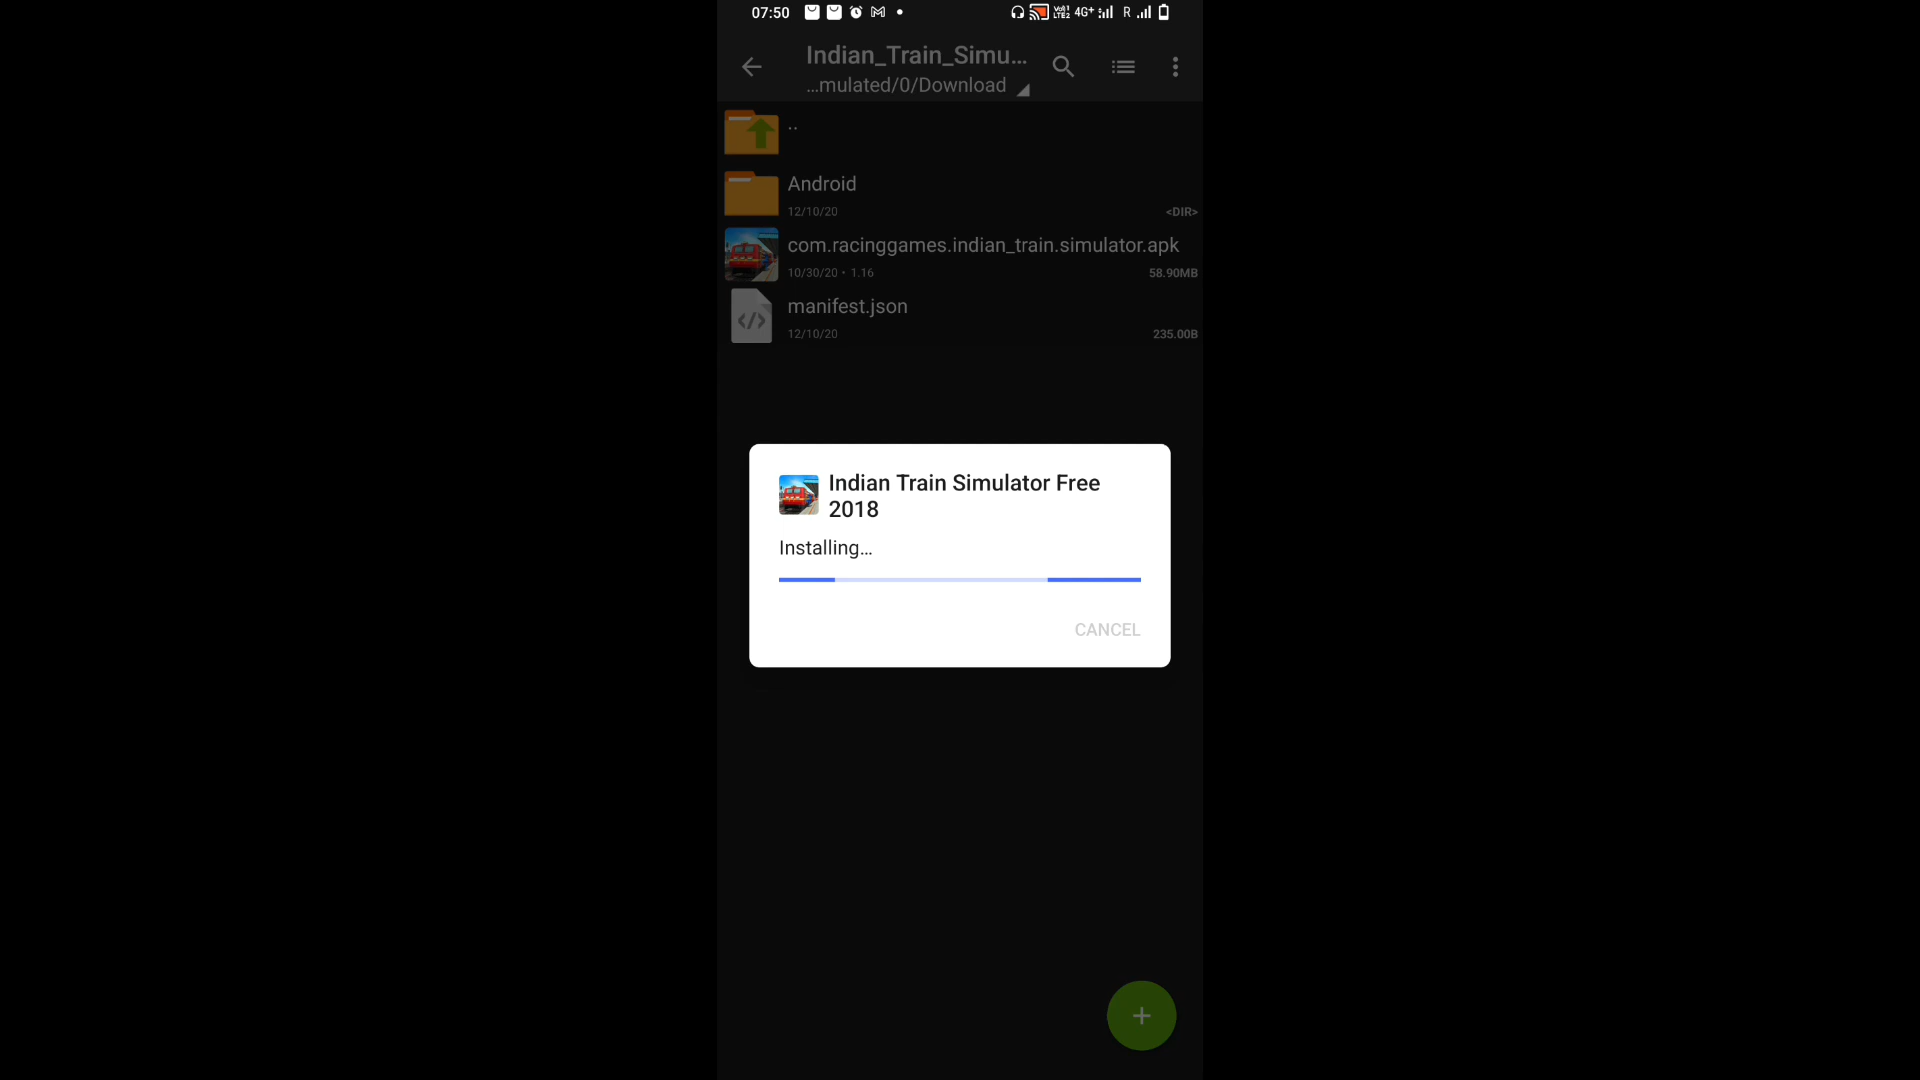 07:50
VoI1 LTE2 4G+ R
Indian_Train_Simu...
...mulated/0/Download
..
Android
12/10/20 <DIR>
com.racinggames.indian_train.simulator.apk
10/30/20 • 1.16 58.90MB
manifest.json
12/10/20 235.00B
Indian Train Simulator Free
2018
Installing...
CANCEL